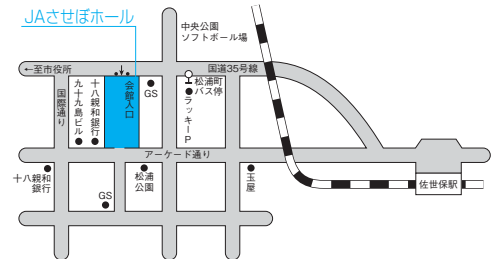 JAさせぼホール
中央公園
ソフトボール場
←至市役所
国道35号線
国際通り
九十九島ビル
十八親和銀行
会館入口
GS
松浦町
バス停
ラッキーP
アーケード通り
十八親和
銀行
GS
松浦
公園
玉屋
佐世保駅